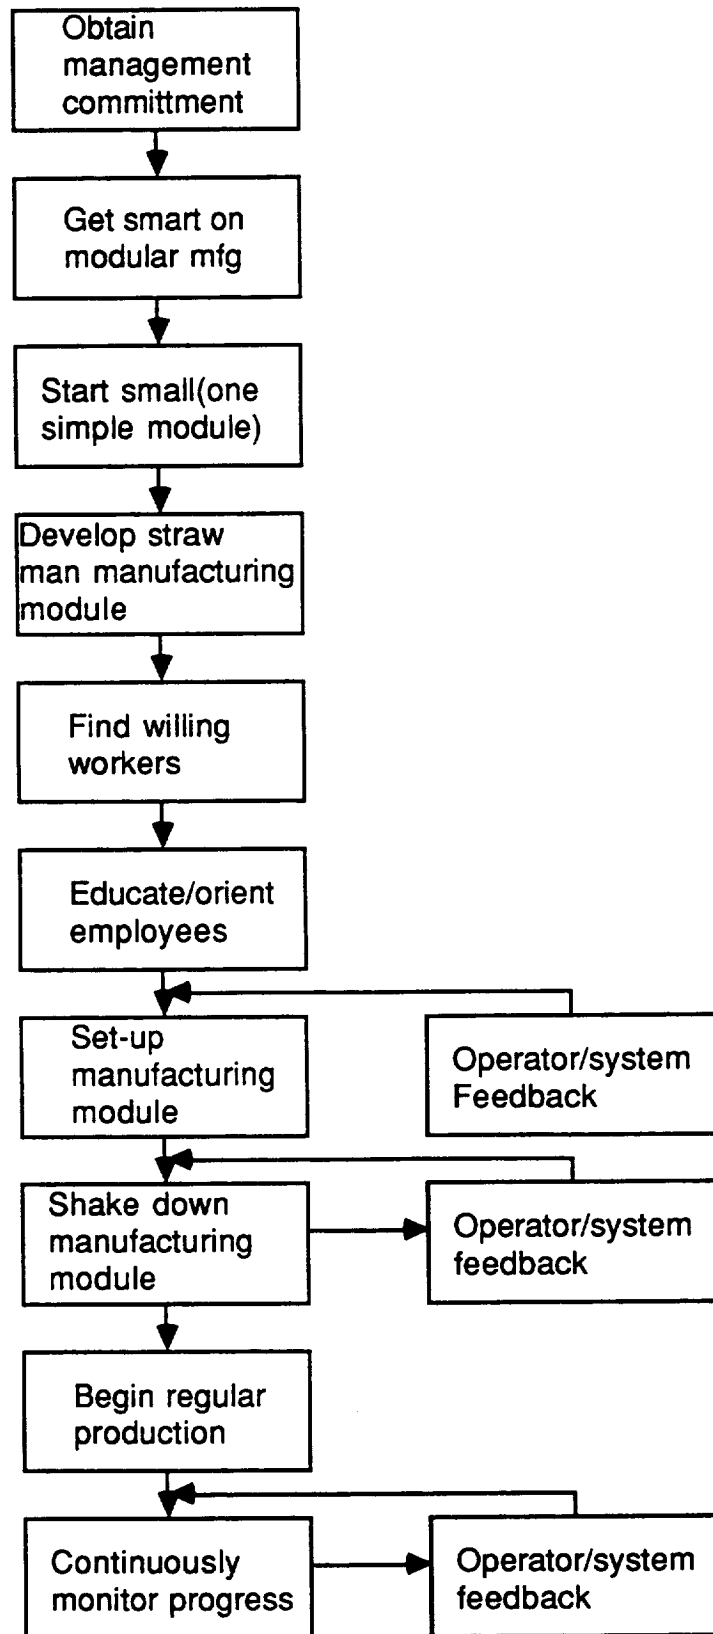 Obtain
management
committment
Get smart on
modular mfg
Start small(one
simple module)
Develop straw
man manufacturing
module
Find willing
workers
Educate/orient
employees
Set-up
manufacturing
module
Operator/system
Feedback
Shake down
manufacturing
module
Operator/system
feedback
Begin regular
production
Continuously
monitor progress
Operator/system
feedback